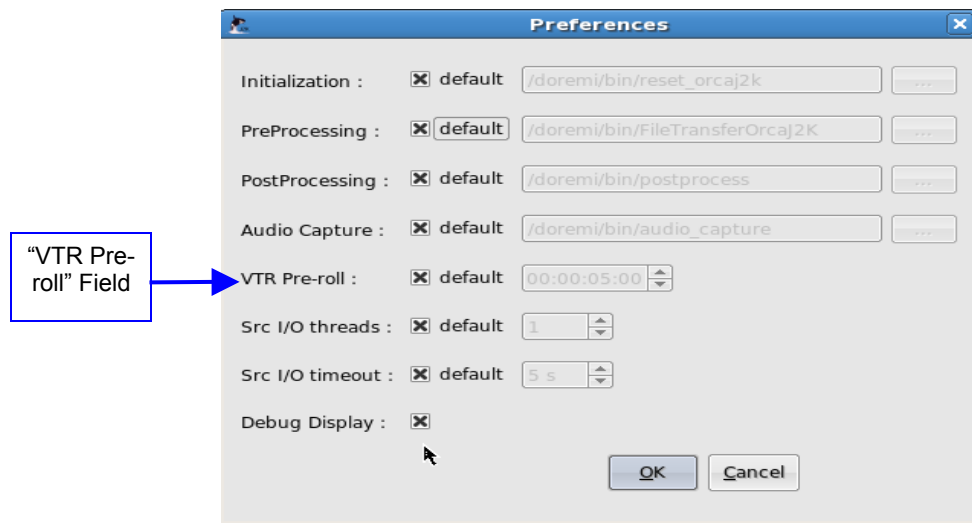 Preferences
Initialization : default /doremi/bin/reset_orcaj2k ...
PreProcessing : default /doremi/bin/FileTransferOrcaJ2K ...
PostProcessing : default /doremi/bin/postprocess ...
Audio Capture : default /doremi/bin/audio_capture ...
“VTR Pre-
roll” Field
VTR Pre-roll : default 00:00:05:00
Src I/O threads : default 1
Src I/O timeout : default 5 s
Debug Display :
OK Cancel